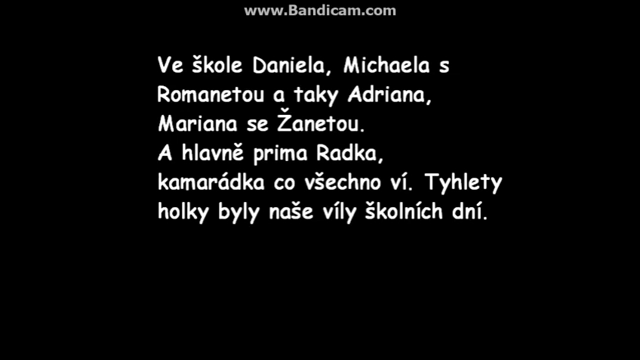 www.Bandicam.com
Ve škole Daniela, Michaela s
Romanetou a taky Adriana,
Mariana se Žanetou.
A hlavně prima Radka,
kamarádka co všechno ví. Tyhlety
holky byly naše víly školních dní.